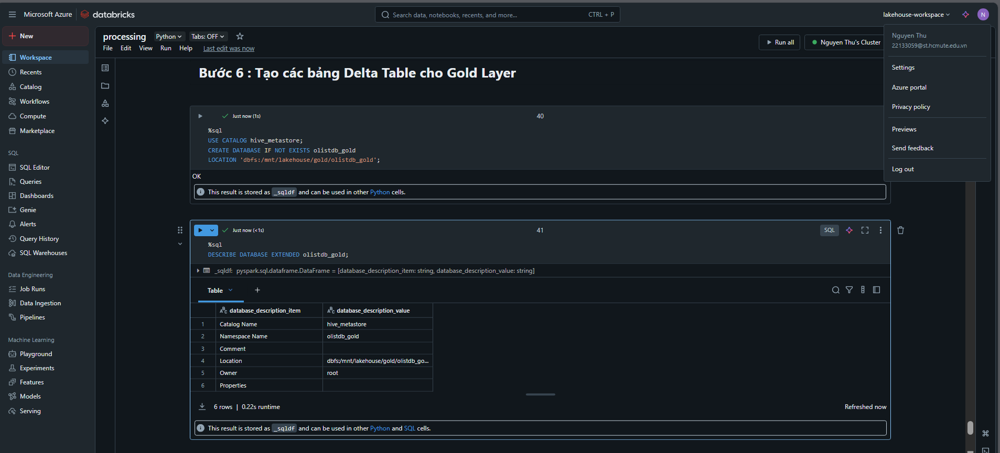 Microsoft Azure databricks
Search data, notebooks, recents, and more... CTRL + P
lakehouse-workspace N
New
Workspace
Recents
Catalog
Workflows
Compute
Marketplace
SQL
SQL Editor
Queries
Dashboards
Genie
Alerts
Query History
SQL Warehouses
Data Engineering
Job Runs
Data Ingestion
Pipelines
Machine Learning
Playground
Experiments
Features
Models
Serving
processing Python Tabs: OFF
File Edit View Run Help Last edit was now
Run all Nguyen Thu's Cluster
Nguyen Thu
22133059@st.hcmute.edu.vn
Settings
Azure portal
Privacy policy
Previews
Send feedback
Log out
Bước 6 : Tạo các bảng Delta Table cho Gold Layer
Just now (1s) 40
%sql
USE CATALOG hive_metastore;
CREATE DATABASE IF NOT EXISTS olistdb_gold
LOCATION 'dbfs:/mnt/lakehouse/gold/olistdb_gold';
OK
This result is stored as _sqldf and can be used in other Python cells.
Just now (<1s) 41 SQL
%sql
DESCRIBE DATABASE EXTENDED olistdb_gold;
_sqldf: pyspark.sql.dataframe.DataFrame = [database_description_item: string, database_description_value: string]
Table +
ABC database_description_item ABC database_description_value
1 Catalog Name hive_metastore
2 Namespace Name olistdb_gold
3 Comment
4 Location dbfs:/mnt/lakehouse/gold/olistdb_go...
5 Owner root
6 Properties
6 rows | 0.22s runtime Refreshed now
This result is stored as _sqldf and can be used in other Python and SQL cells.